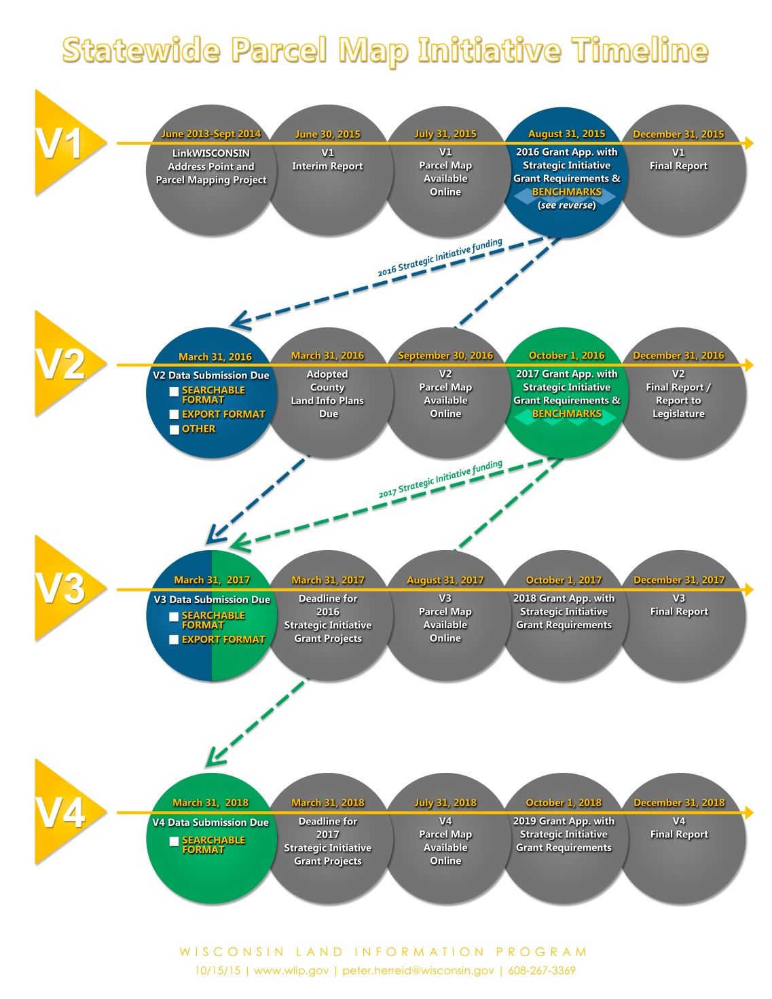 Statewide Parcel Map Initiative Timeline
V1
June 2013-Sept 2014
LinkWISCONSIN
Address Point and
Parcel Mapping Project
June 30, 2015
V1
Interim Report
July 31, 2015
V1
Parcel Map
Available
Online
August 31, 2015
2016 Grant App. with
Strategic Initiative
Grant Requirements &
BENCHMARKS
(see reverse)
December 31, 2015
V1
Final Report
2016 Strategic Initiative funding
V2
March 31, 2016
V2 Data Submission Due
SEARCHABLE
FORMAT
EXPORT FORMAT
OTHER
March 31, 2016
Adopted
County
Land Info Plans
Due
September 30, 2016
V2
Parcel Map
Available
Online
October 1, 2016
2017 Grant App. with
Strategic Initiative
Grant Requirements &
BENCHMARKS
December 31, 2016
V2
Final Report /
Report to
Legislature
2017 Strategic Initiative funding
V3
March 31, 2017
V3 Data Submission Due
SEARCHABLE
FORMAT
EXPORT FORMAT
March 31, 2017
Deadline for
2016
Strategic Initiative
Grant Projects
August 31, 2017
V3
Parcel Map
Available
Online
October 1, 2017
2018 Grant App. with
Strategic Initiative
Grant Requirements
December 31, 2017
V3
Final Report
V4
March 31, 2018
V4 Data Submission Due
SEARCHABLE
FORMAT
March 31, 2018
Deadline for
2017
Strategic Initiative
Grant Projects
July 31, 2018
V4
Parcel Map
Available
Online
October 1, 2018
2019 Grant App. with
Strategic Initiative
Grant Requirements
December 31, 2018
V4
Final Report
WISCONSIN LAND INFORMATION PROGRAM
10/15/15 | www.wlip.gov | peter.herreid@wisconsin.gov | 608-267-3369